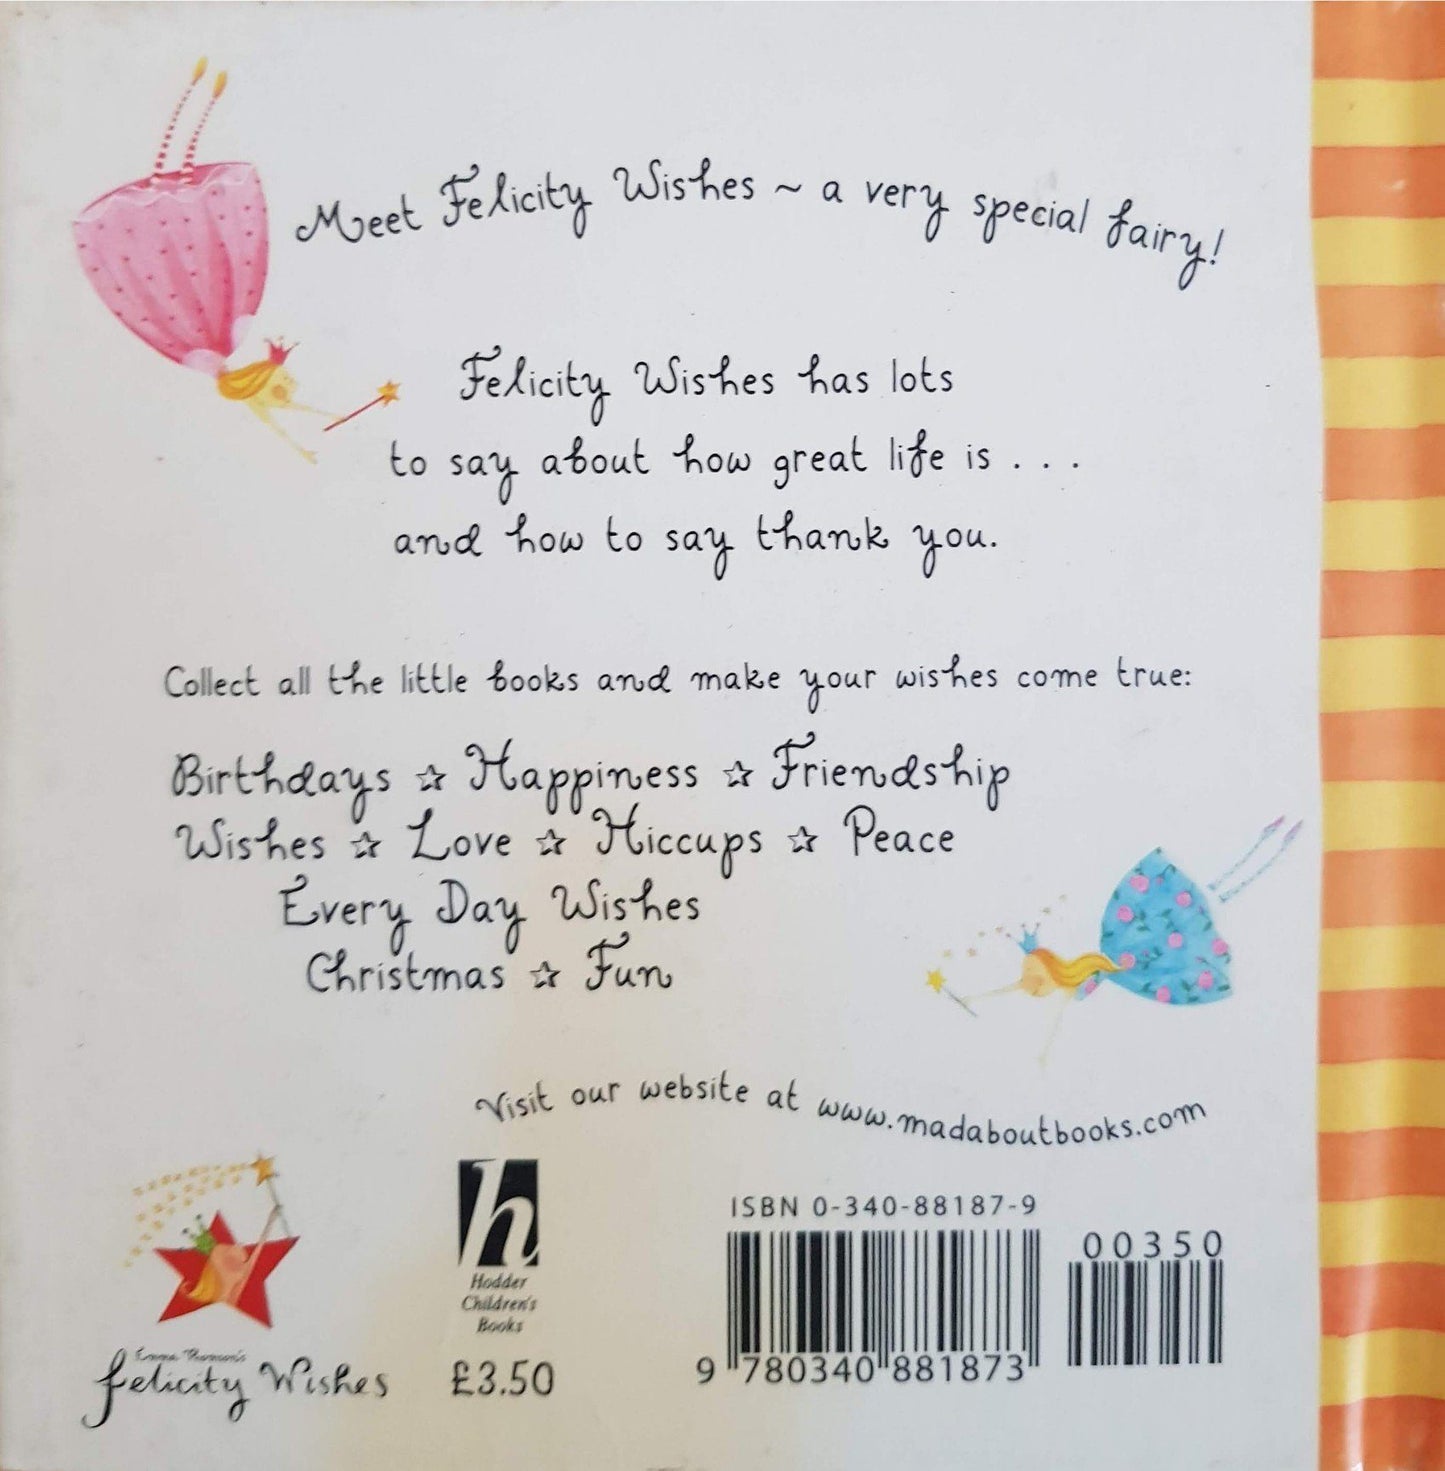 Meet Felicity Wishes ~ a very special fairy!
Felicity Wishes has lots
to say about how great life is . . .
and how to say thank you.
Collect all the little books and make your wishes come true:
Birthdays ☆ Happiness ☆ Friendship
Wishes ☆ Love ☆ Hiccups ☆ Peace
Every Day Wishes
Christmas ☆ Fun
Visit our website at www.madaboutbooks.com
Emma Thomson's
felicity Wishes
h
Hodder
Children's
Books
£3.50
ISBN 0-340-88187-9
00350
9 780340 881873